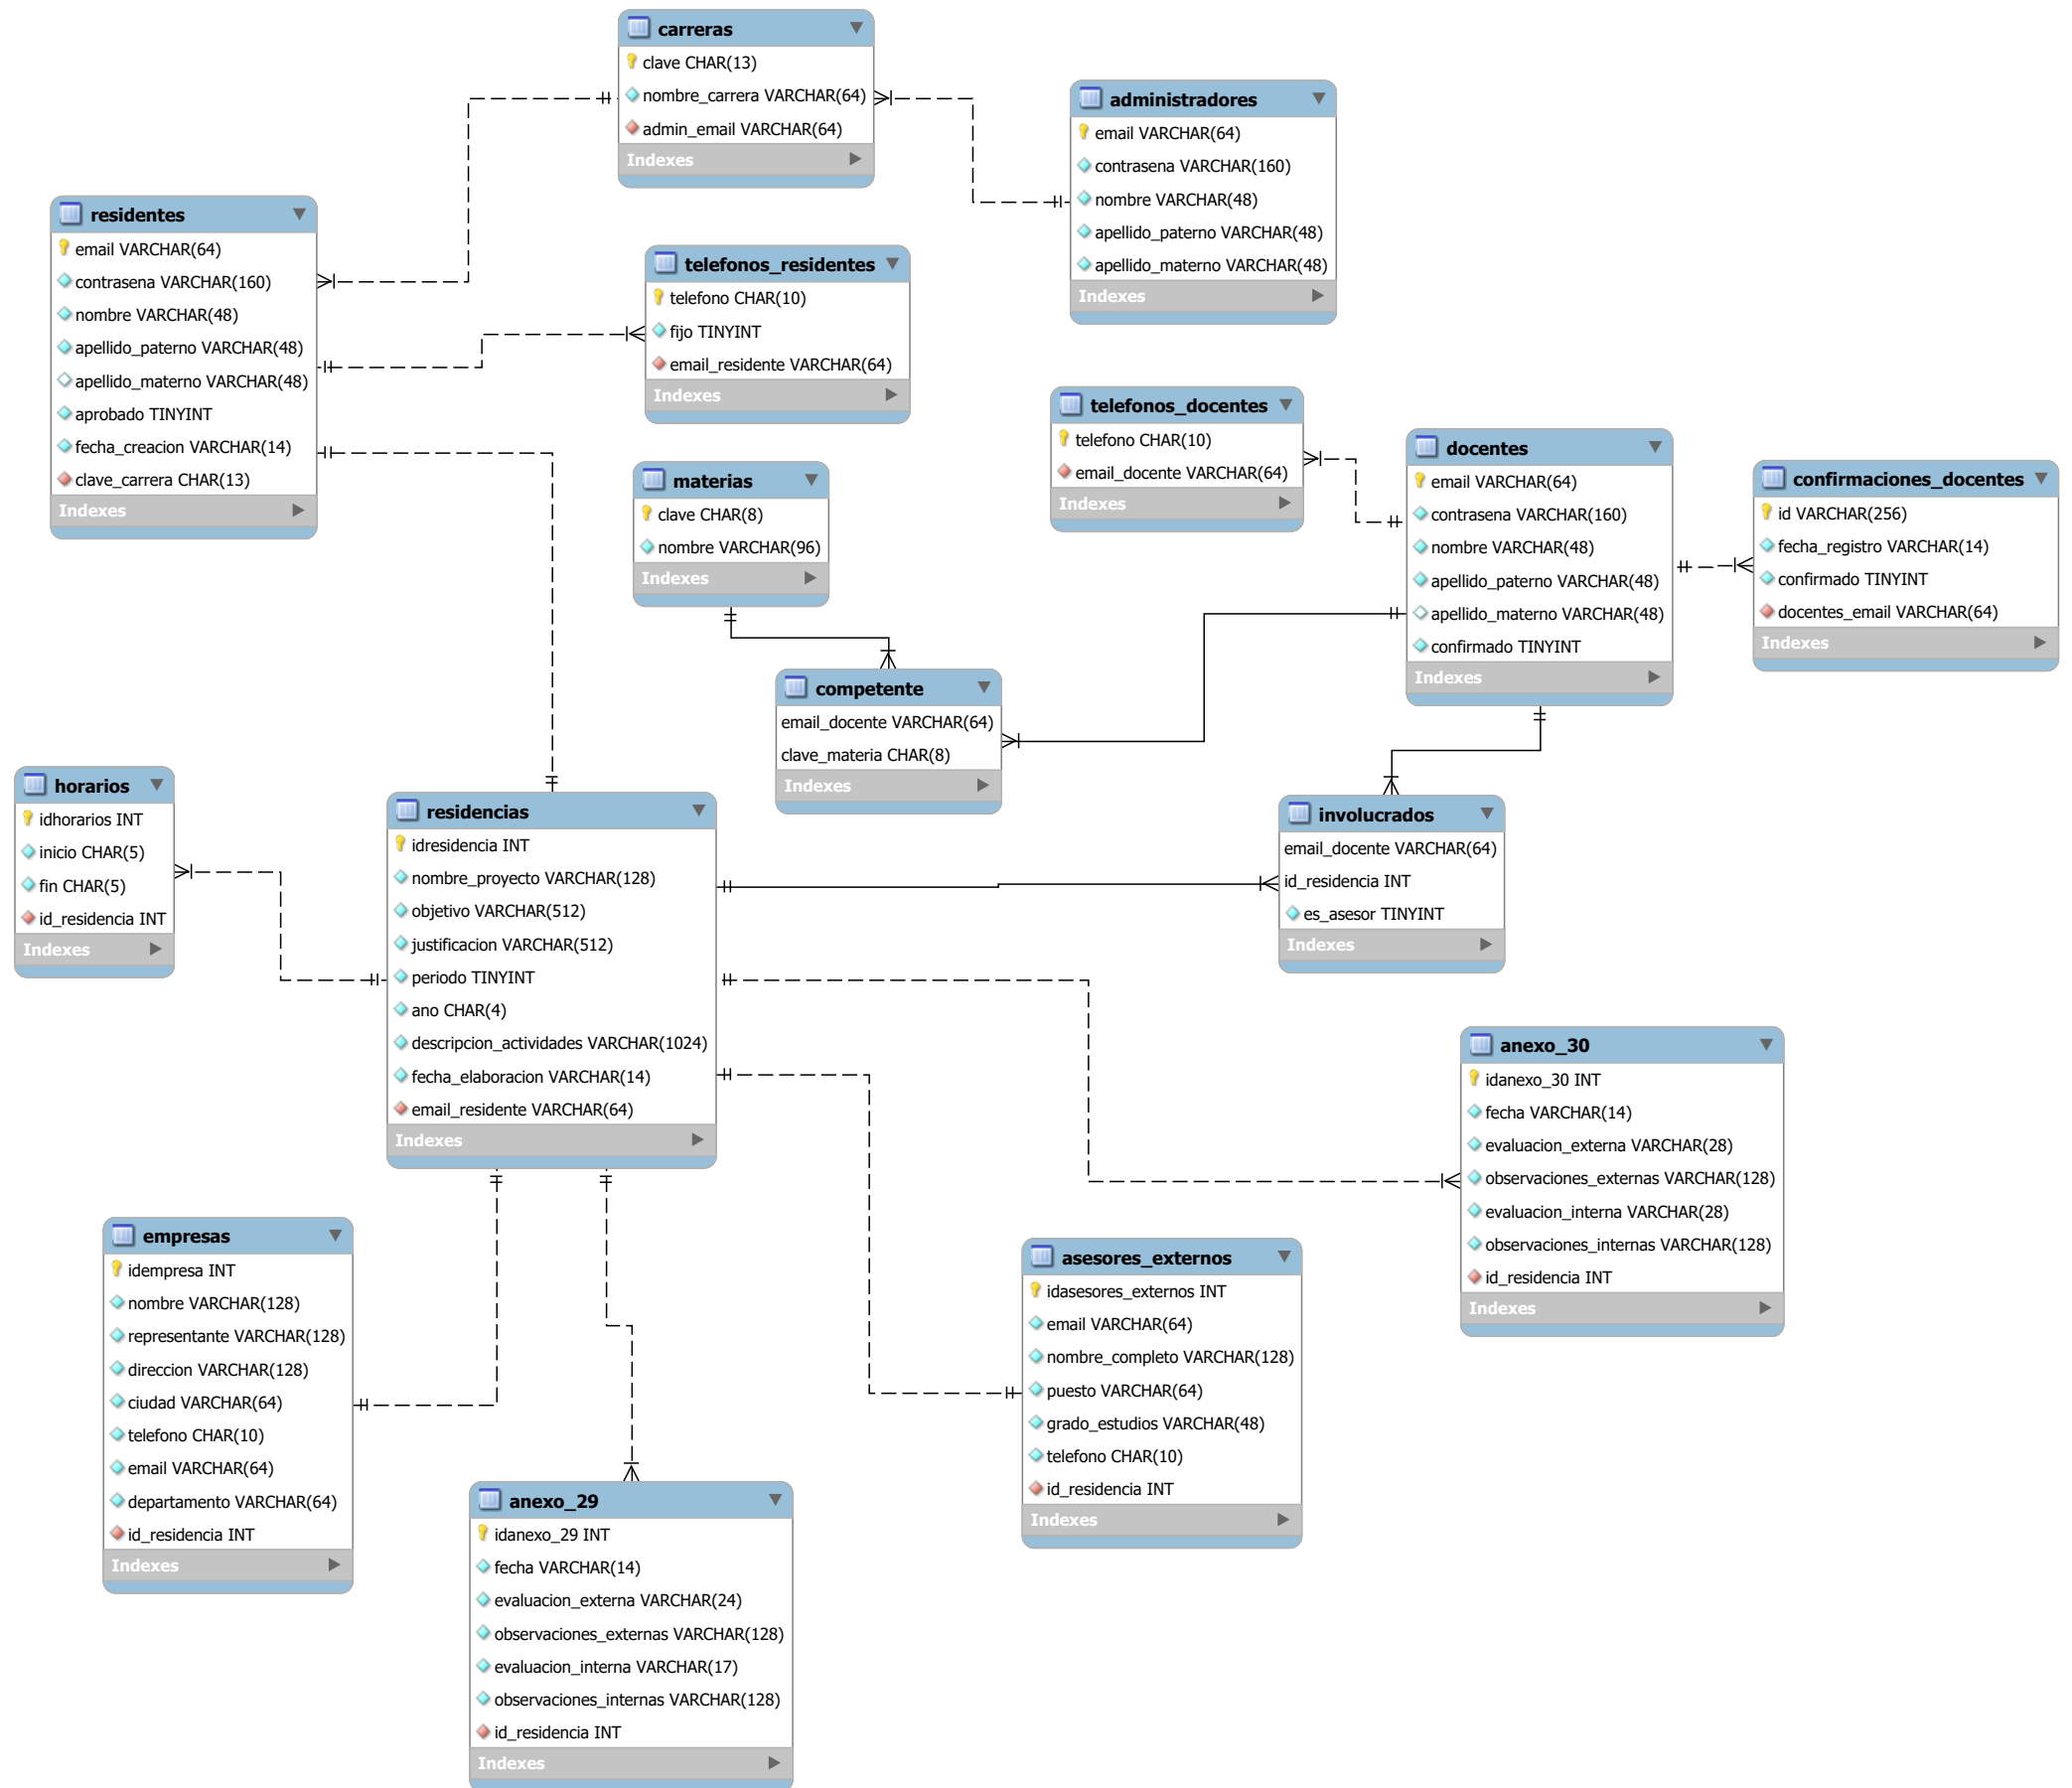 carreras
clave CHAR(13)
nombre_carrera VARCHAR(64)
admin_email VARCHAR(64)
Indexes
administradores
email VARCHAR(64)
contrasena VARCHAR(160)
nombre VARCHAR(48)
apellido_paterno VARCHAR(48)
apellido_materno VARCHAR(48)
Indexes
residentes
email VARCHAR(64)
contrasena VARCHAR(160)
nombre VARCHAR(48)
apellido_paterno VARCHAR(48)
apellido_materno VARCHAR(48)
aprobado TINYINT
fecha_creacion VARCHAR(14)
clave_carrera CHAR(13)
Indexes
telefonos_residentes
telefono CHAR(10)
fijo TINYINT
email_residente VARCHAR(64)
Indexes
telefonos_docentes
telefono CHAR(10)
email_docente VARCHAR(64)
Indexes
docentes
email VARCHAR(64)
contrasena VARCHAR(160)
nombre VARCHAR(48)
apellido_paterno VARCHAR(48)
apellido_materno VARCHAR(48)
confirmado TINYINT
Indexes
confirmaciones_docentes
id VARCHAR(256)
fecha_registro VARCHAR(14)
confirmado TINYINT
docentes_email VARCHAR(64)
Indexes
materias
clave CHAR(8)
nombre VARCHAR(96)
Indexes
competente
email_docente VARCHAR(64)
clave_materia CHAR(8)
Indexes
horarios
idhorarios INT
inicio CHAR(5)
fin CHAR(5)
id_residencia INT
Indexes
residencias
idresidencia INT
nombre_proyecto VARCHAR(128)
objetivo VARCHAR(512)
justificacion VARCHAR(512)
periodo TINYINT
ano CHAR(4)
descripcion_actividades VARCHAR(1024)
fecha_elaboracion VARCHAR(14)
email_residente VARCHAR(64)
Indexes
involucrados
email_docente VARCHAR(64)
id_residencia INT
es_asesor TINYINT
Indexes
anexo_30
idanexo_30 INT
fecha VARCHAR(14)
evaluacion_externa VARCHAR(28)
observaciones_externas VARCHAR(128)
evaluacion_interna VARCHAR(28)
observaciones_internas VARCHAR(128)
id_residencia INT
Indexes
empresas
idempresa INT
nombre VARCHAR(128)
representante VARCHAR(128)
direccion VARCHAR(128)
ciudad VARCHAR(64)
telefono CHAR(10)
email VARCHAR(64)
departamento VARCHAR(64)
id_residencia INT
Indexes
asesores_externos
idasesores_externos INT
email VARCHAR(64)
nombre_completo VARCHAR(128)
puesto VARCHAR(64)
grado_estudios VARCHAR(48)
telefono CHAR(10)
id_residencia INT
Indexes
anexo_29
idanexo_29 INT
fecha VARCHAR(14)
evaluacion_externa VARCHAR(24)
observaciones_externas VARCHAR(128)
evaluacion_interna VARCHAR(17)
observaciones_internas VARCHAR(128)
id_residencia INT
Indexes